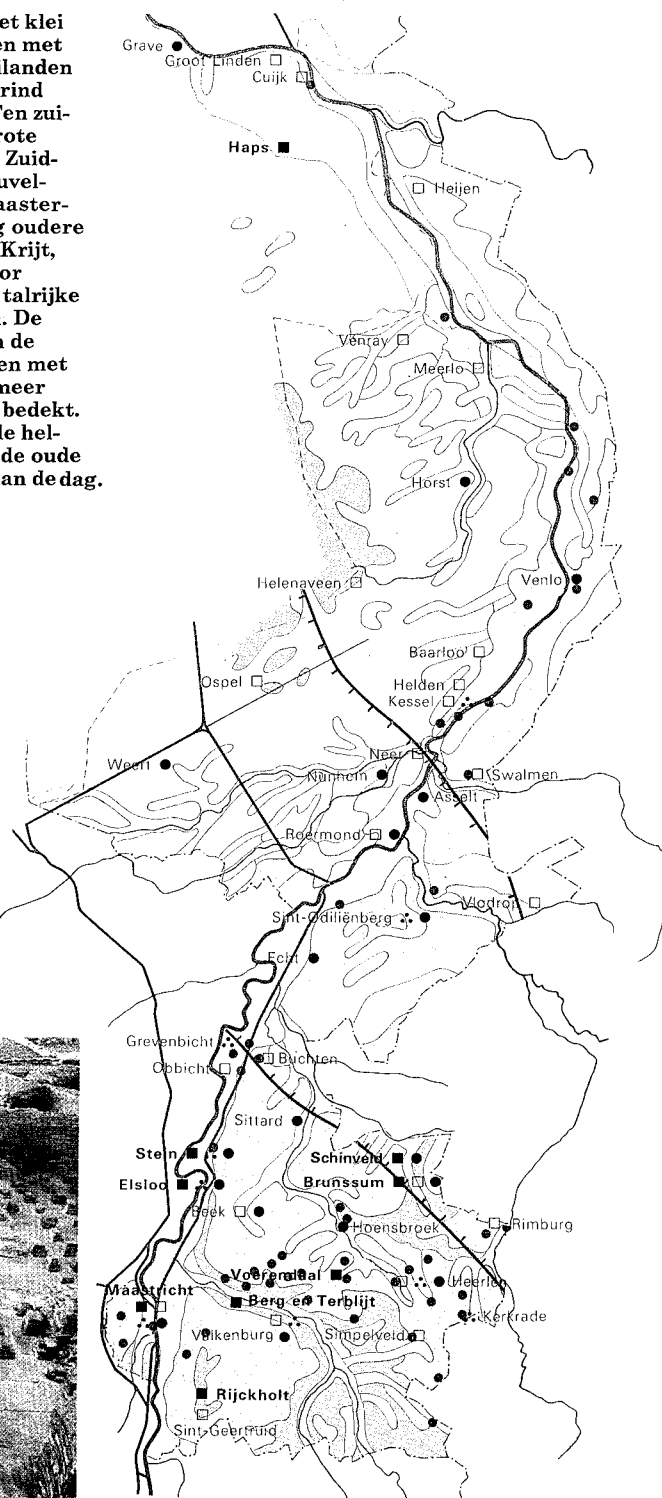 et klei
en met
ilanden
rind
Ten zui-
rote
Zuid-
uvel-
aaster-
g oudere
Krijt,
or
talrijke
. De
n de
en met
meer
bedekt.
de hel-
de oude
an de dag.
Grave
Groot Linden
Cuijk
Haps
Heijen
Venray
Meerlo
Horst
Helenaveen
Venlo
Baarloo
Ospel
Helden
Kessel
Neer
Weert
Nunhem
Swalmen
Asselt
Roermond
Vlodrop
Sint-Odiliënberg
Echt
Grevenbicht
Buchten
Obbicht
Sittard
Stein
Schinveld
Elsloo
Brunssum
Beek
Hoensbroek
Rimburg
Voerendaal
Heerlen
Maastricht
Berg en Terblijt
Kerkrade
Valkenburg
Simpelveld
Rijckholt
Sint-Geertruid